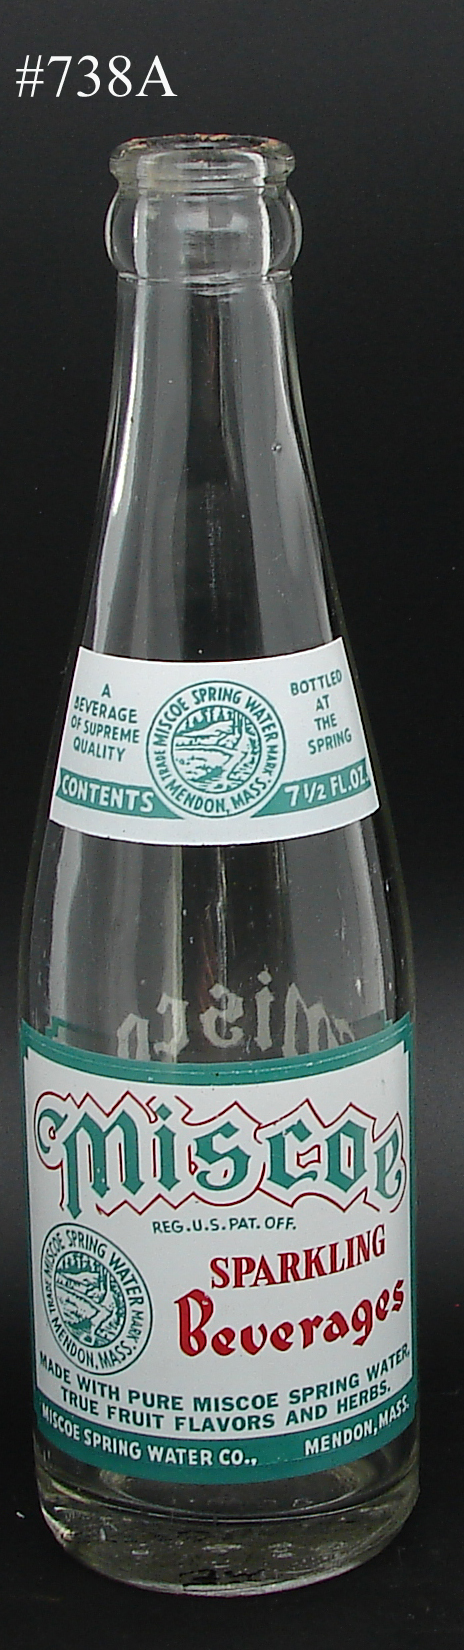 #738A
A
BEVERAGE
OF SUPREME
QUALITY
MISCOE SPRING WATER
TRADE MARK
MENDON, MASS.
BOTTLED
AT
THE
SPRING
CONTENTS
7 1/2 FL.OZ.
Miscoe
Miscoe
REG.U.S.PAT.OFF.
MISCOE SPRING WATER
TRADE MARK
MENDON, MASS.
SPARKLING
Beverages
MADE WITH PURE MISCOE SPRING WATER,
TRUE FRUIT FLAVORS AND HERBS.
MISCOE SPRING WATER CO., MENDON, MASS.